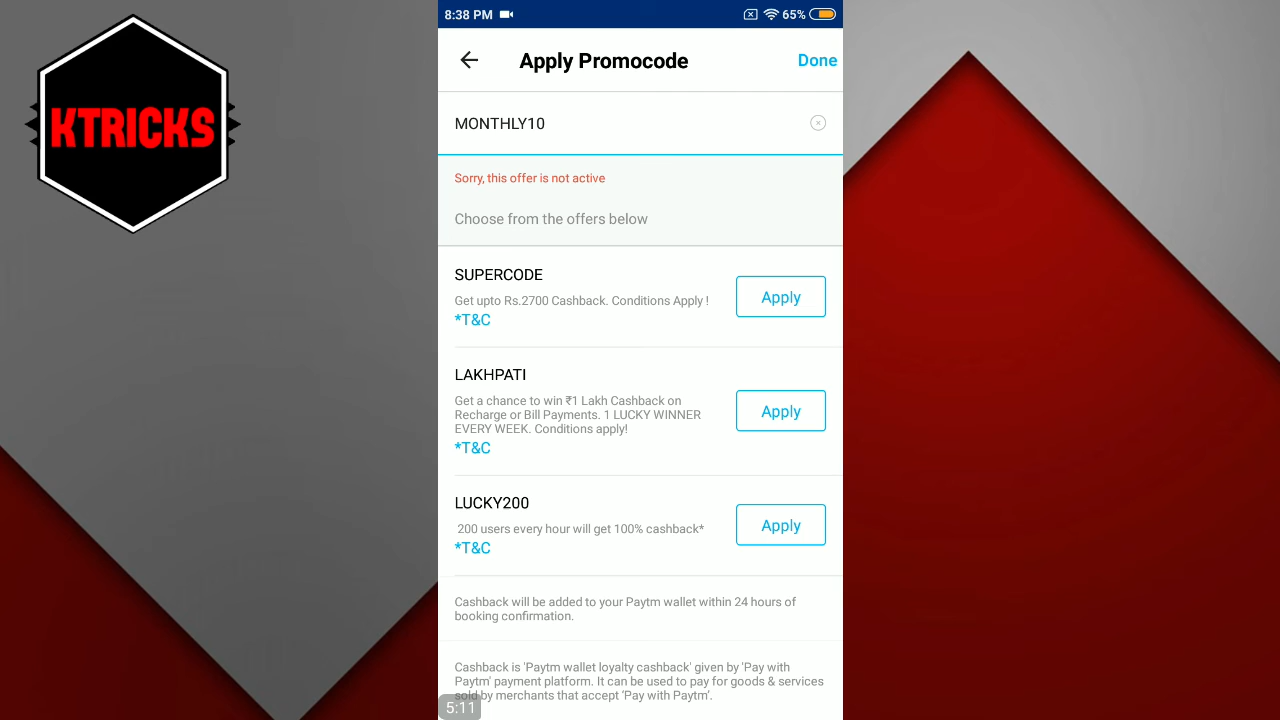 KTRICKS
8:38 PM
65%
Apply Promocode
Done
MONTHLY10
Sorry, this offer is not active
Choose from the offers below
SUPERCODE
Get upto Rs.2700 Cashback. Conditions Apply !
*T&C
Apply
LAKHPATI
Get a chance to win ₹1 Lakh Cashback on
Recharge or Bill Payments. 1 LUCKY WINNER
EVERY WEEK. Conditions apply!
*T&C
Apply
LUCKY200
200 users every hour will get 100% cashback*
*T&C
Apply
Cashback will be added to your Paytm wallet within 24 hours of
booking confirmation.
Cashback is 'Paytm wallet loyalty cashback' given by 'Pay with
Paytm' payment platform. It can be used to pay for goods & services
sold by merchants that accept 'Pay with Paytm'.
5:11